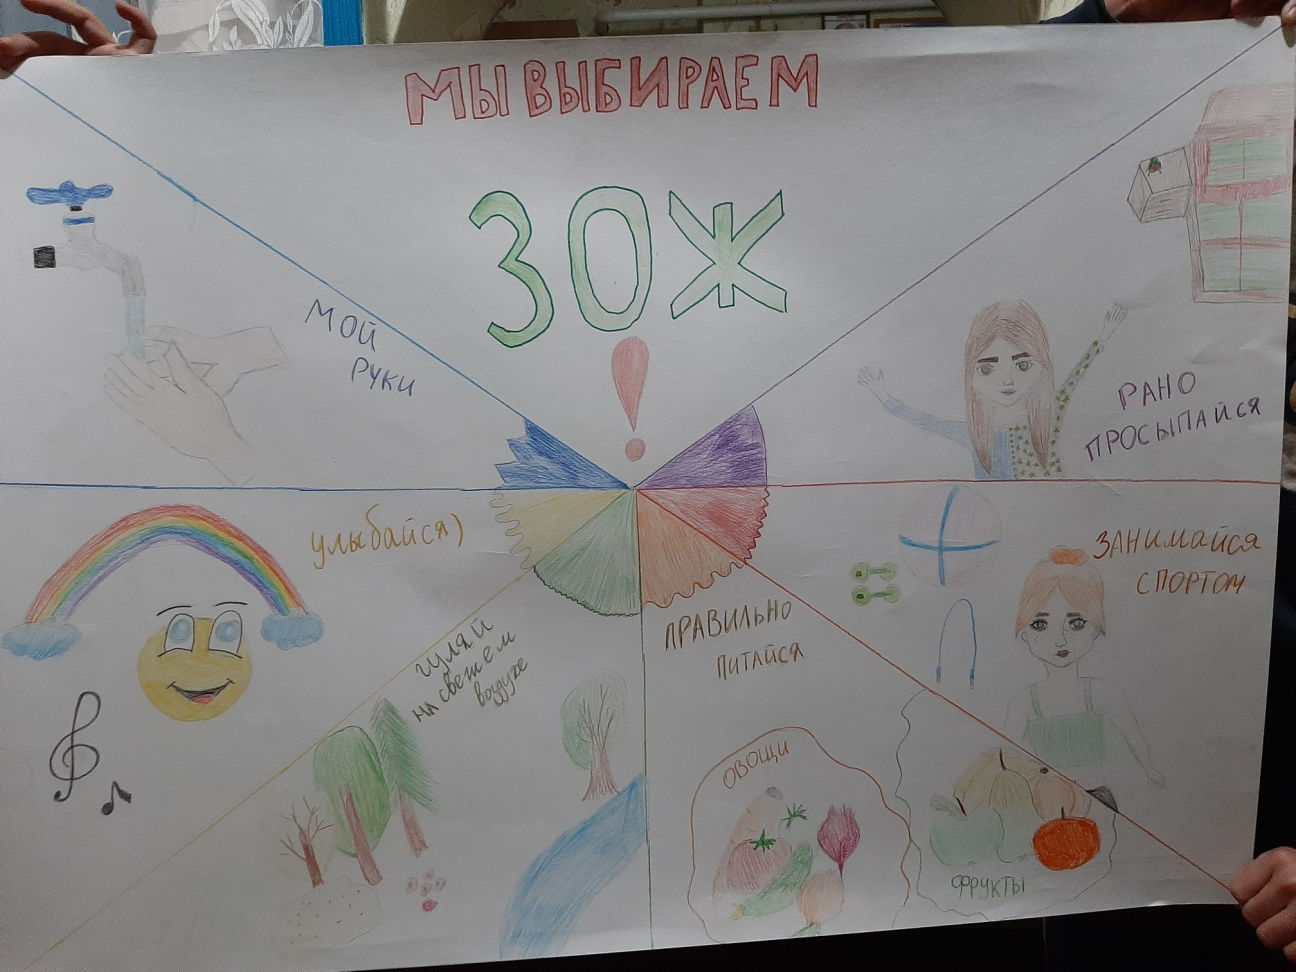 МЫ ВЫБИРАЕМ
ЗОЖ
!
МОЙ
РУКИ
РАНО
ПРОСЫПАЙСЯ
улыбайся)
ЗАНИМАЙСЯ
СПОРТОМ
гуляй
на свежем
воздухе
ПРАВИЛЬНО
ПИТАЙСЯ
ОВОЩИ
ФРУКТЫ